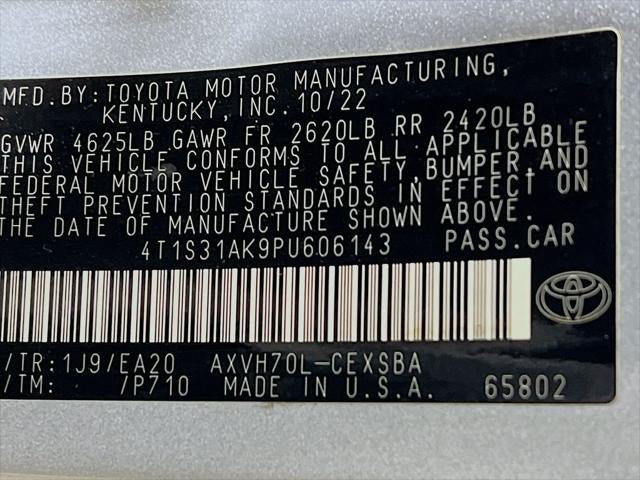 MFD. BY: TOYOTA MOTOR MANUFACTURING,
KENTUCKY, INC. 10/22
GVWR 4625LB GAWR FR 2620LB RR 2420LB
THIS VEHICLE CONFORMS TO ALL APPLICABLE
FEDERAL MOTOR VEHICLE SAFETY, BUMPER, AND
THEFT PREVENTION STANDARDS IN EFFECT ON
THE DATE OF MANUFACTURE SHOWN ABOVE.
4T1S31AK9PU606143 PASS.CAR
/TR: 1J9/EA20 AXVH70L-CEXSBA
/TM: /P710 MADE IN U.S.A. 65802